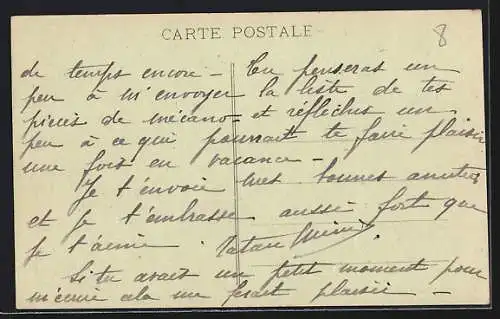 CARTE POSTALE
8
de temps encore – Tu penseras un
peu à m'envoyer la liste de tes
pièces de mécano – et réfléchis un
peu à ce qui pourrait te faire plaisir
une fois en vacance –
Je t'envoie mes bonnes amitiés
et je t'embrasse aussi fort que
je t'aime.
Si tu avais un petit moment pour
m'écrire cela me ferait plaisir –